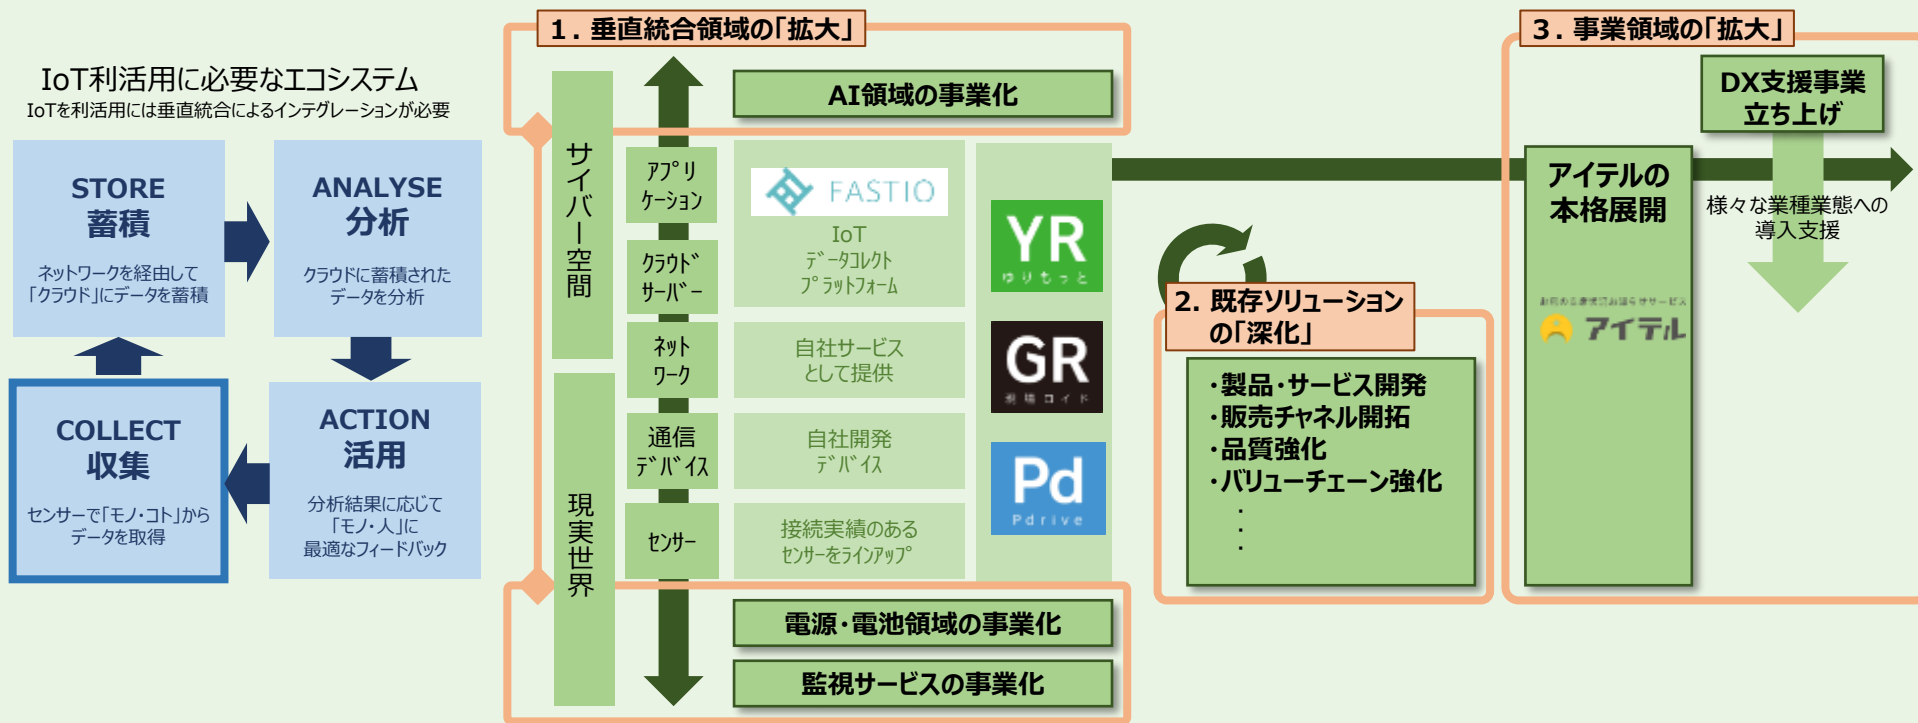 IoT利活用に必要なエコシステム
IoTを利活用には垂直統合によるインテグレーションが必要
STORE
蓄積
ネットワークを経由して
「クラウド」にデータを蓄積
ANALYSE
分析
クラウドに蓄積された
データを分析
COLLECT
収集
センサーで「モノ・コト」から
データを取得
ACTION
活用
分析結果に応じて
「モノ・人」に
最適なフィードバック
1. 垂直統合領域の「拡大」
AI領域の事業化
サイバー空間
現実世界
アプリ
ケーション
クラウド
サーバー
ネット
ワーク
通信
デバイス
センサー
FASTIO
IoT
データコレクト
プラットフォーム
自社サービス
として提供
自社開発
デバイス
接続実績のある
センサーをラインアップ
YR
ゆりもっと
GR
現場ロイド
Pd
Pdrive
電源・電池領域の事業化
監視サービスの事業化
2. 既存ソリューション
の「深化」
・製品・サービス開発
・販売チャネル開拓
・品質強化
・バリューチェーン強化
・
・
・
3. 事業領域の「拡大」
DX支援事業
立ち上げ
アイテルの
本格展開
アイテル
様々な業種業態への
導入支援